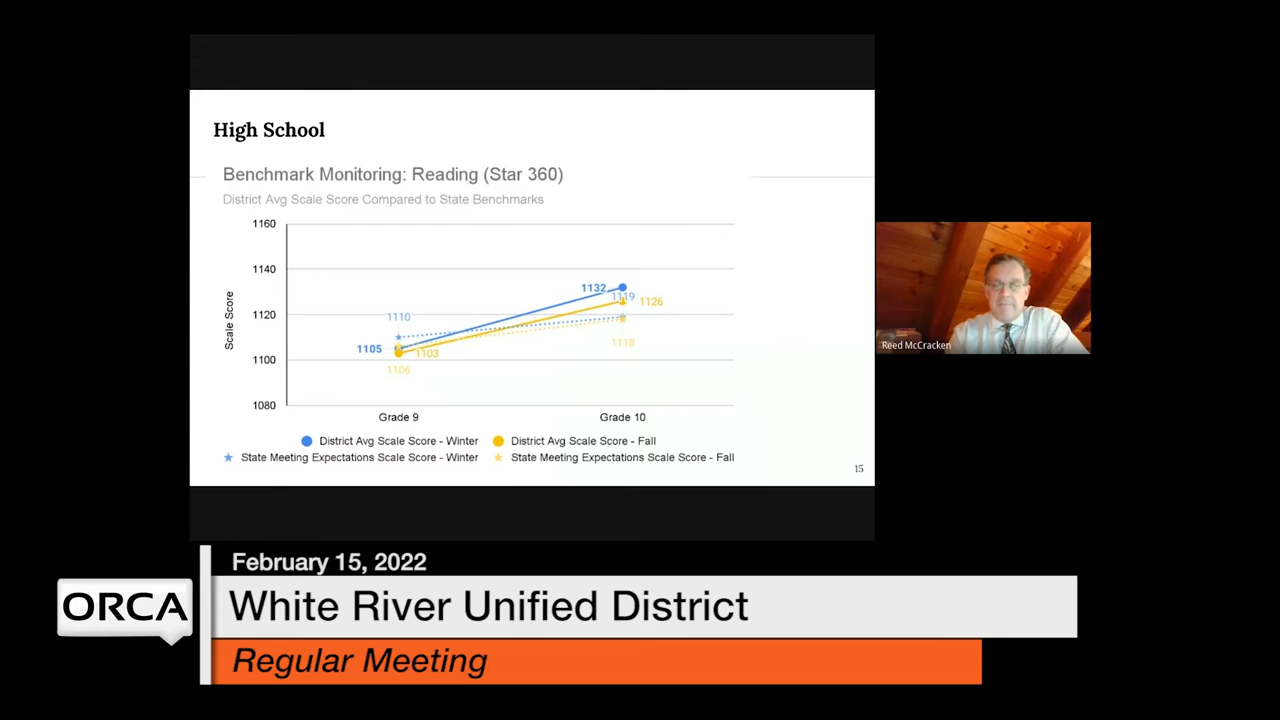 High School
Benchmark Monitoring: Reading (Star 360)
District Avg Scale Score Compared to State Benchmarks
1160
1140
1120
1100
1080
Scale Score
1110
1105
1103
1106
1132
1119
1126
1118
Grade 9
Grade 10
District Avg Scale Score - Winter
District Avg Scale Score - Fall
State Meeting Expectations Scale Score - Winter
State Meeting Expectations Scale Score - Fall
15
Reed McCracken
February 15, 2022
ORCA
White River Unified District
Regular Meeting